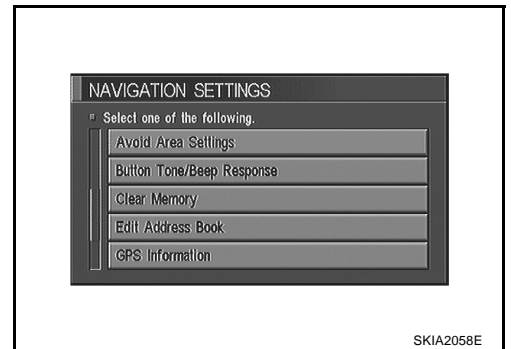 NAVIGATION SETTINGS
Select one of the following.
Avoid Area Settings
Button Tone/Beep Response
Clear Memory
Edit Address Book
GPS Information
SKIA2058E